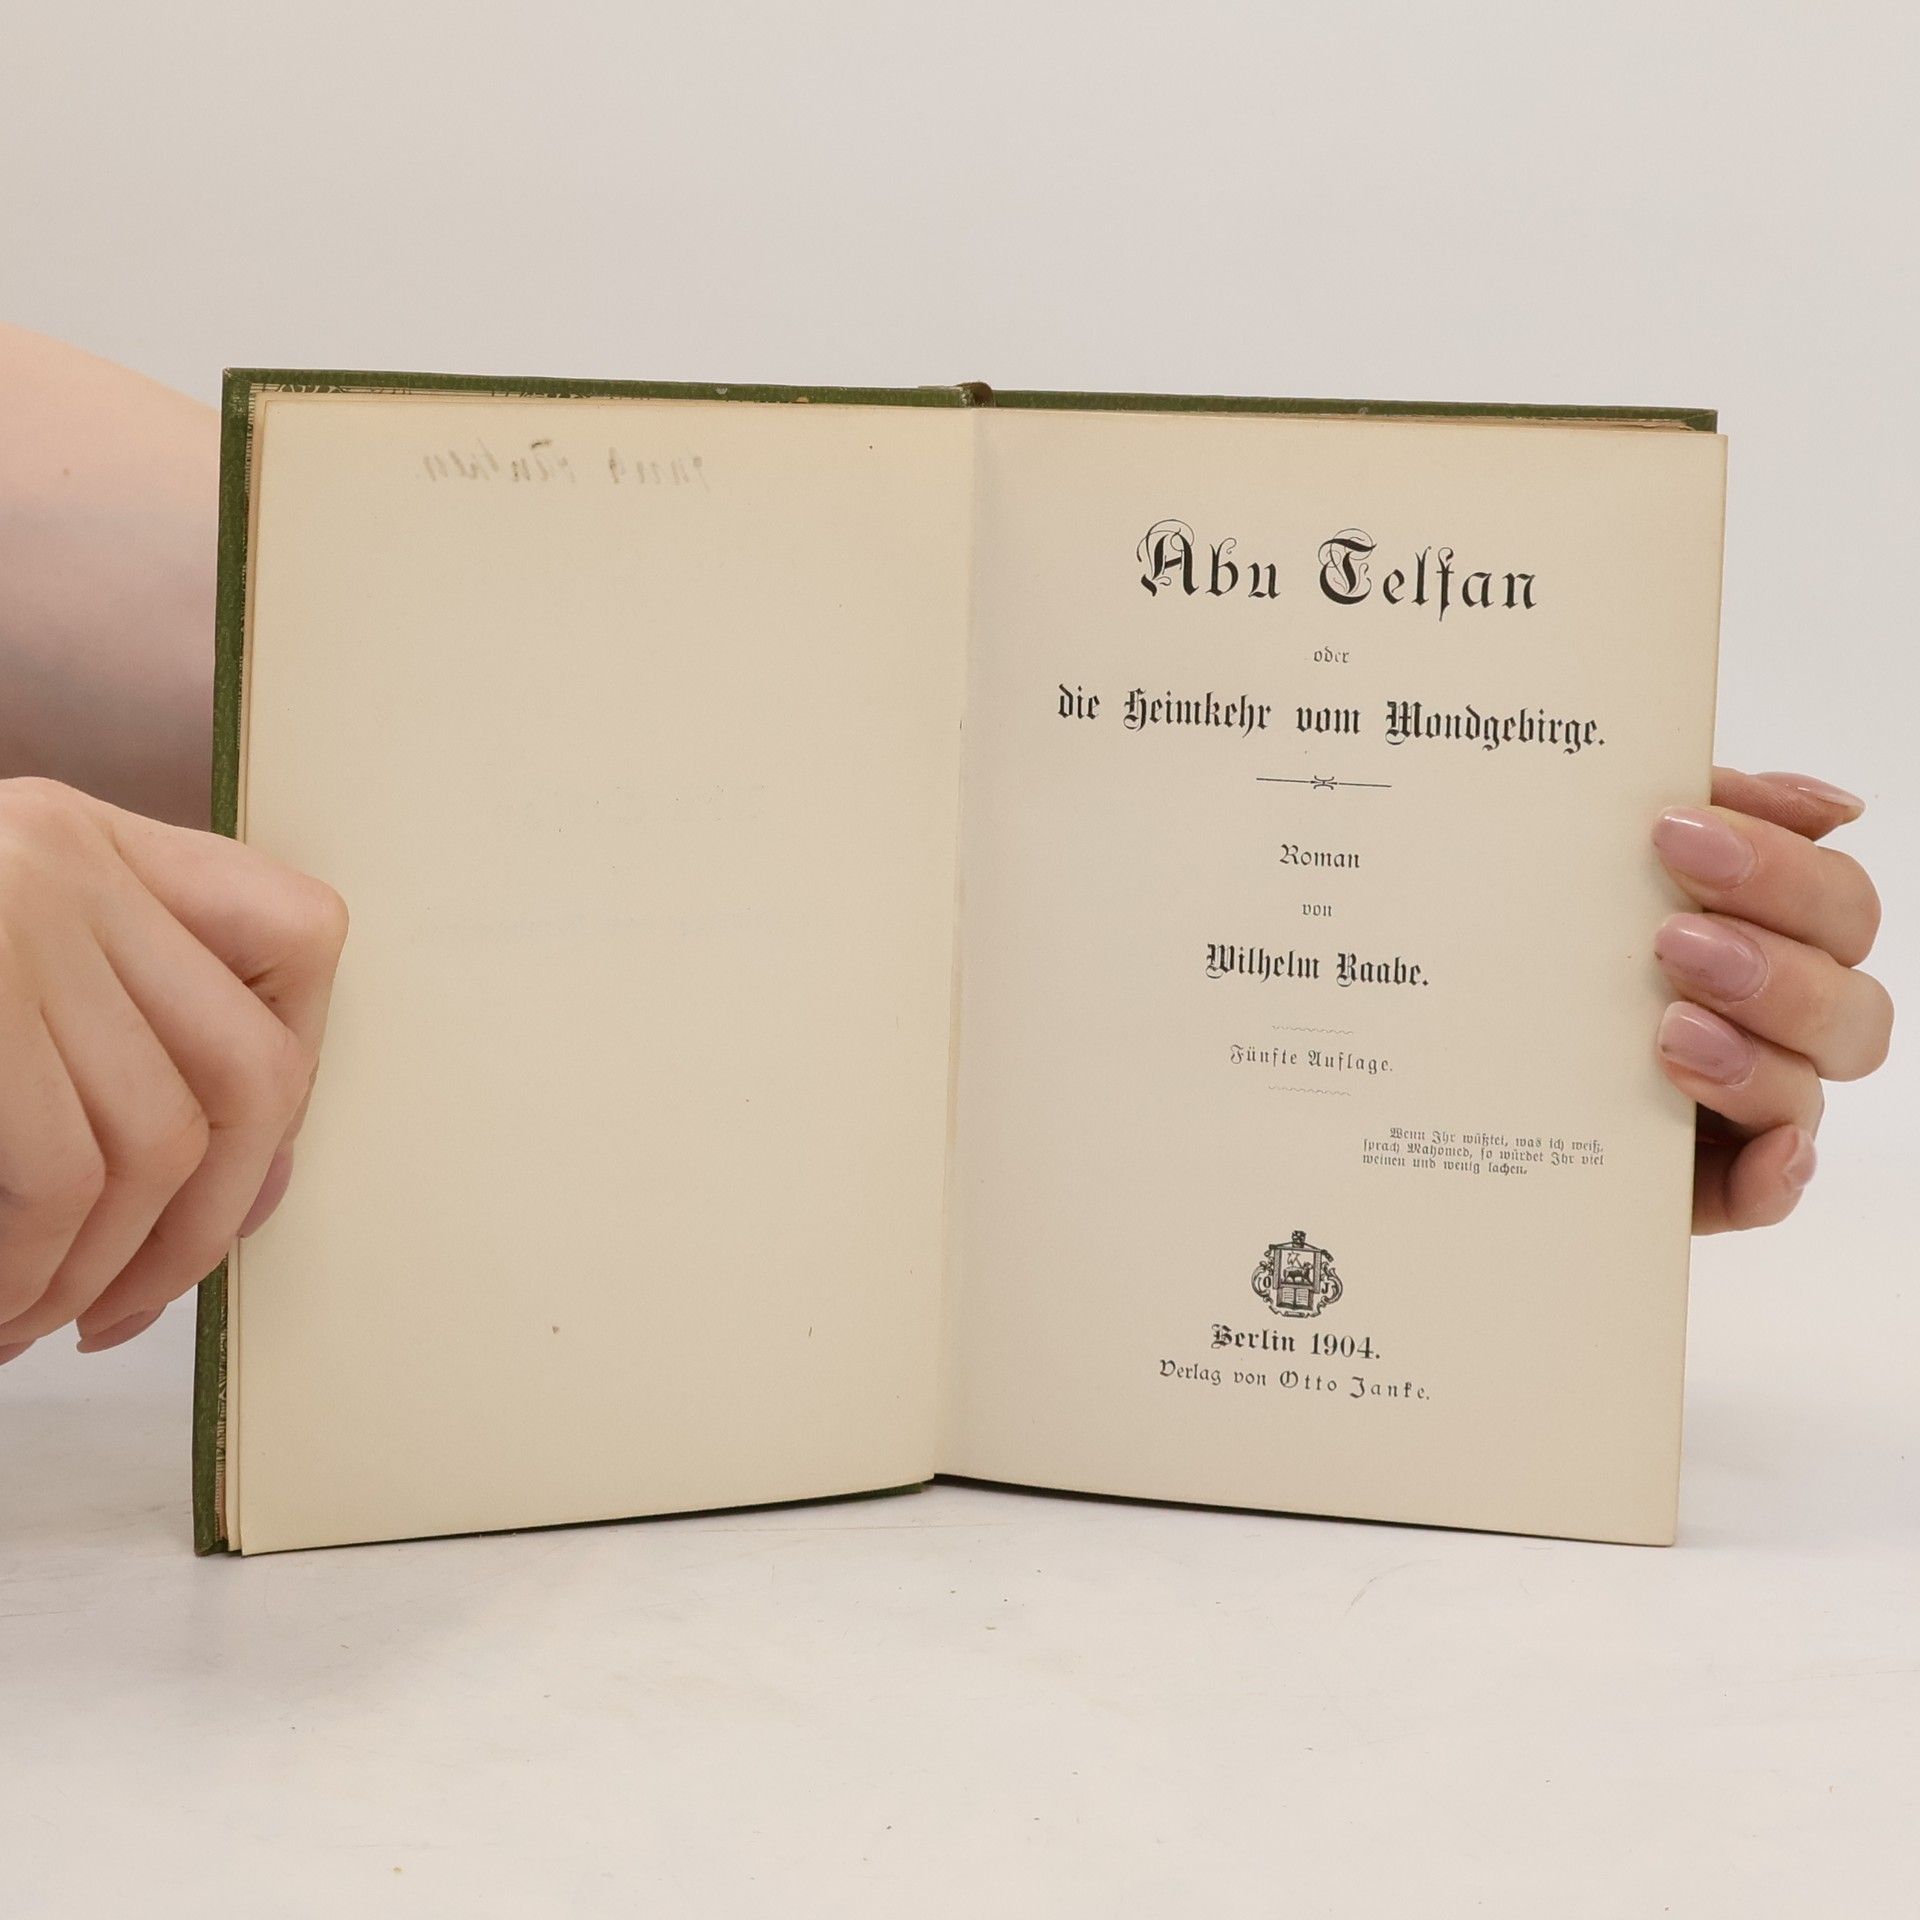 Abu Telfan
oder
die Heimkehr vom Mondgebirge.
Roman
von
Wilhelm Raabe.
Fünfte Auflage.
Wenn Ihr wüßtet, was ich weiß,
sprach Mahomed, so würdet Ihr viel
weinen und wenig lachen.
O J
Berlin 1904.
Verlag von Otto Janke.